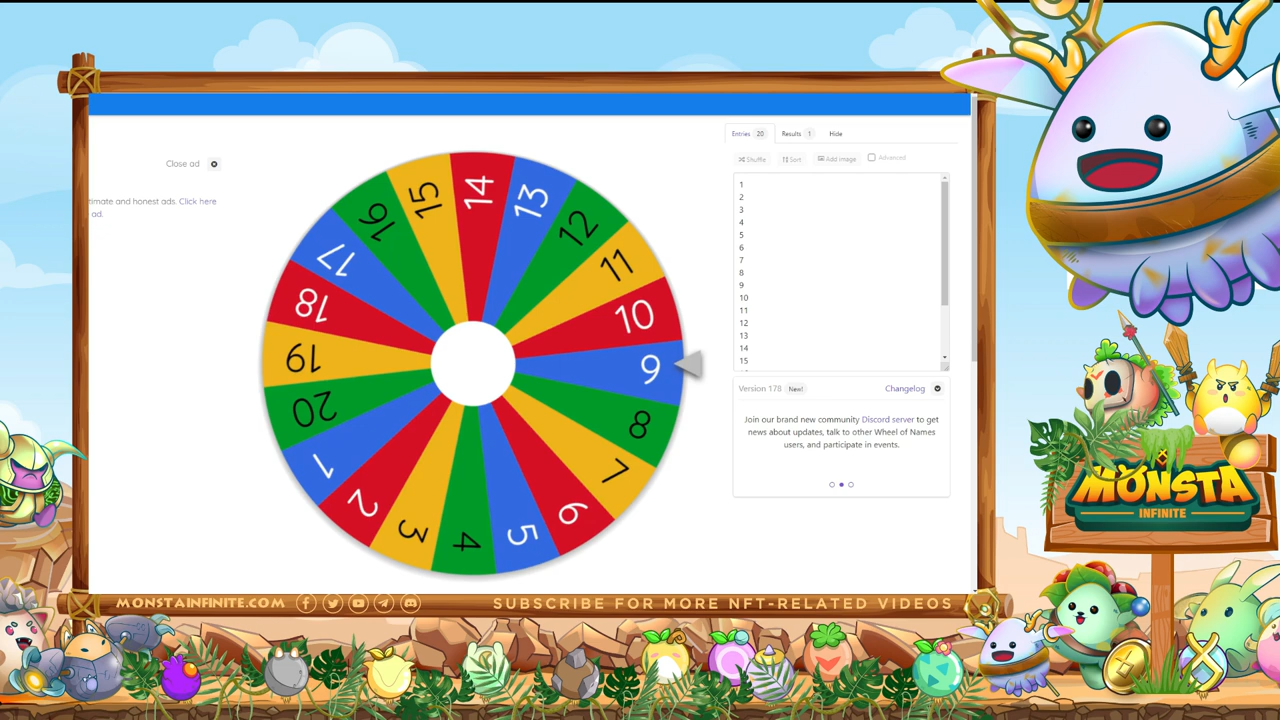 Entries 20 Results 1 Hide
Shuffle Sort Add image Advanced
Close ad
timate and honest ads. Click here
ad.
1
2
3
4
5
6
7
8
9
10
11
12
13
14
15
14
13
12
11
10
9
8
7
6
5
4
3
2
1
20
19
18
17
16
15
Version 178 New! Changelog
Join our brand new community Discord server to get
news about updates, talk to other Wheel of Names
users, and participate in events.
MONSTA
INFINITE
MONSTAINFINITE.COM
SUBSCRIBE FOR MORE NFT-RELATED VIDEOS